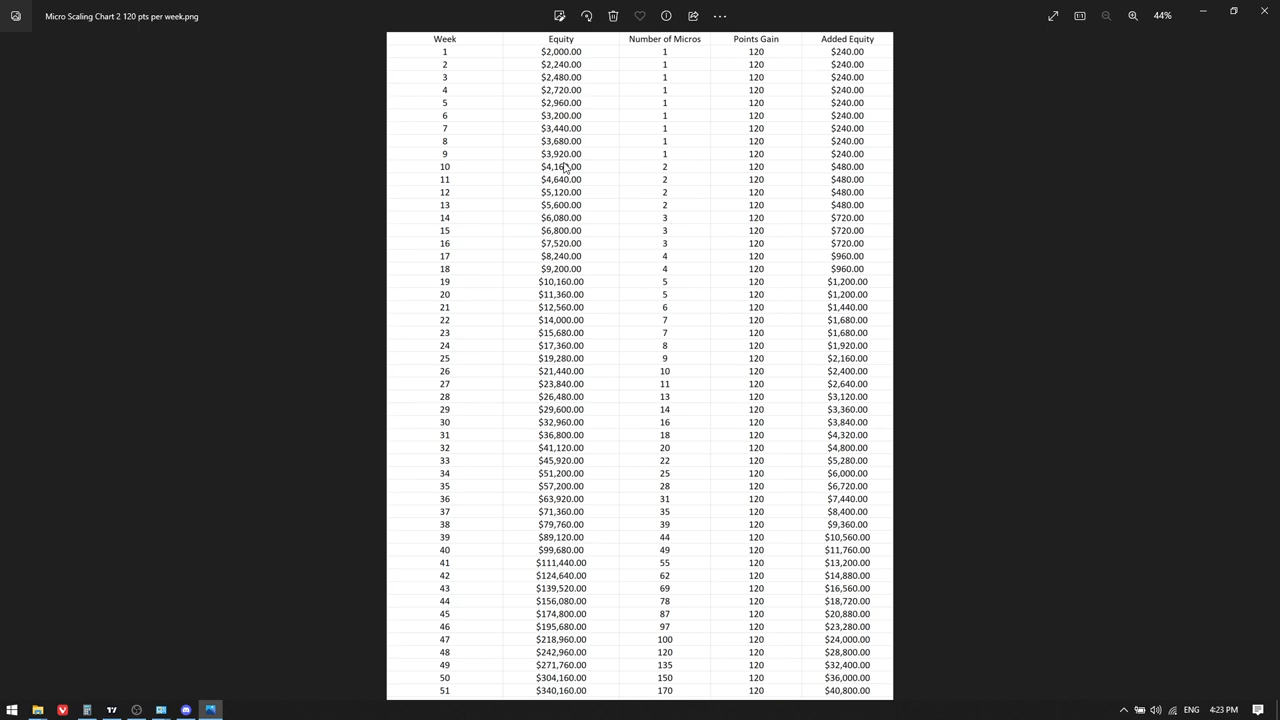 Micro Scaling Chart 2 120 pts per week.png
44%
Week Equity Number of Micros Points Gain Added Equity
1 $2,000.00 1 120 $240.00
2 $2,240.00 1 120 $240.00
3 $2,480.00 1 120 $240.00
4 $2,720.00 1 120 $240.00
5 $2,960.00 1 120 $240.00
6 $3,200.00 1 120 $240.00
7 $3,440.00 1 120 $240.00
8 $3,680.00 1 120 $240.00
9 $3,920.00 1 120 $240.00
10 2 120 $480.00
11 $4,640.00 2 120 $480.00
12 $5,120.00 2 120 $480.00
13 $5,600.00 2 120 $480.00
14 $6,080.00 3 120 $720.00
15 $6,800.00 3 120 $720.00
16 $7,520.00 3 120 $720.00
17 $8,240.00 4 120 $960.00
18 $9,200.00 4 120 $960.00
19 $10,160.00 5 120 $1,200.00
20 $11,360.00 5 120 $1,200.00
21 $12,560.00 6 120 $1,440.00
22 $14,000.00 7 120 $1,680.00
23 $15,680.00 7 120 $1,680.00
24 $17,360.00 8 120 $1,920.00
25 $19,280.00 9 120 $2,160.00
26 $21,440.00 10 120 $2,400.00
27 $23,840.00 11 120 $2,640.00
28 $26,480.00 13 120 $3,120.00
29 $29,600.00 14 120 $3,360.00
30 $32,960.00 16 120 $3,840.00
31 $36,800.00 18 120 $4,320.00
32 $41,120.00 20 120 $4,800.00
33 $45,920.00 22 120 $5,280.00
34 $51,200.00 25 120 $6,000.00
35 $57,200.00 28 120 $6,720.00
36 $63,920.00 31 120 $7,440.00
37 $71,360.00 35 120 $8,400.00
38 $79,760.00 39 120 $9,360.00
39 $89,120.00 44 120 $10,560.00
40 $99,680.00 49 120 $11,760.00
41 $111,440.00 55 120 $13,200.00
42 $124,640.00 62 120 $14,880.00
43 $139,520.00 69 120 $16,560.00
44 $156,080.00 78 120 $18,720.00
45 $174,800.00 87 120 $20,880.00
46 $195,680.00 97 120 $23,280.00
47 $218,960.00 100 120 $24,000.00
48 $242,960.00 120 120 $28,800.00
49 $271,760.00 135 120 $32,400.00
50 $304,160.00 150 120 $36,000.00
51 $340,160.00 170 120 $40,800.00
ENG 4:23 PM